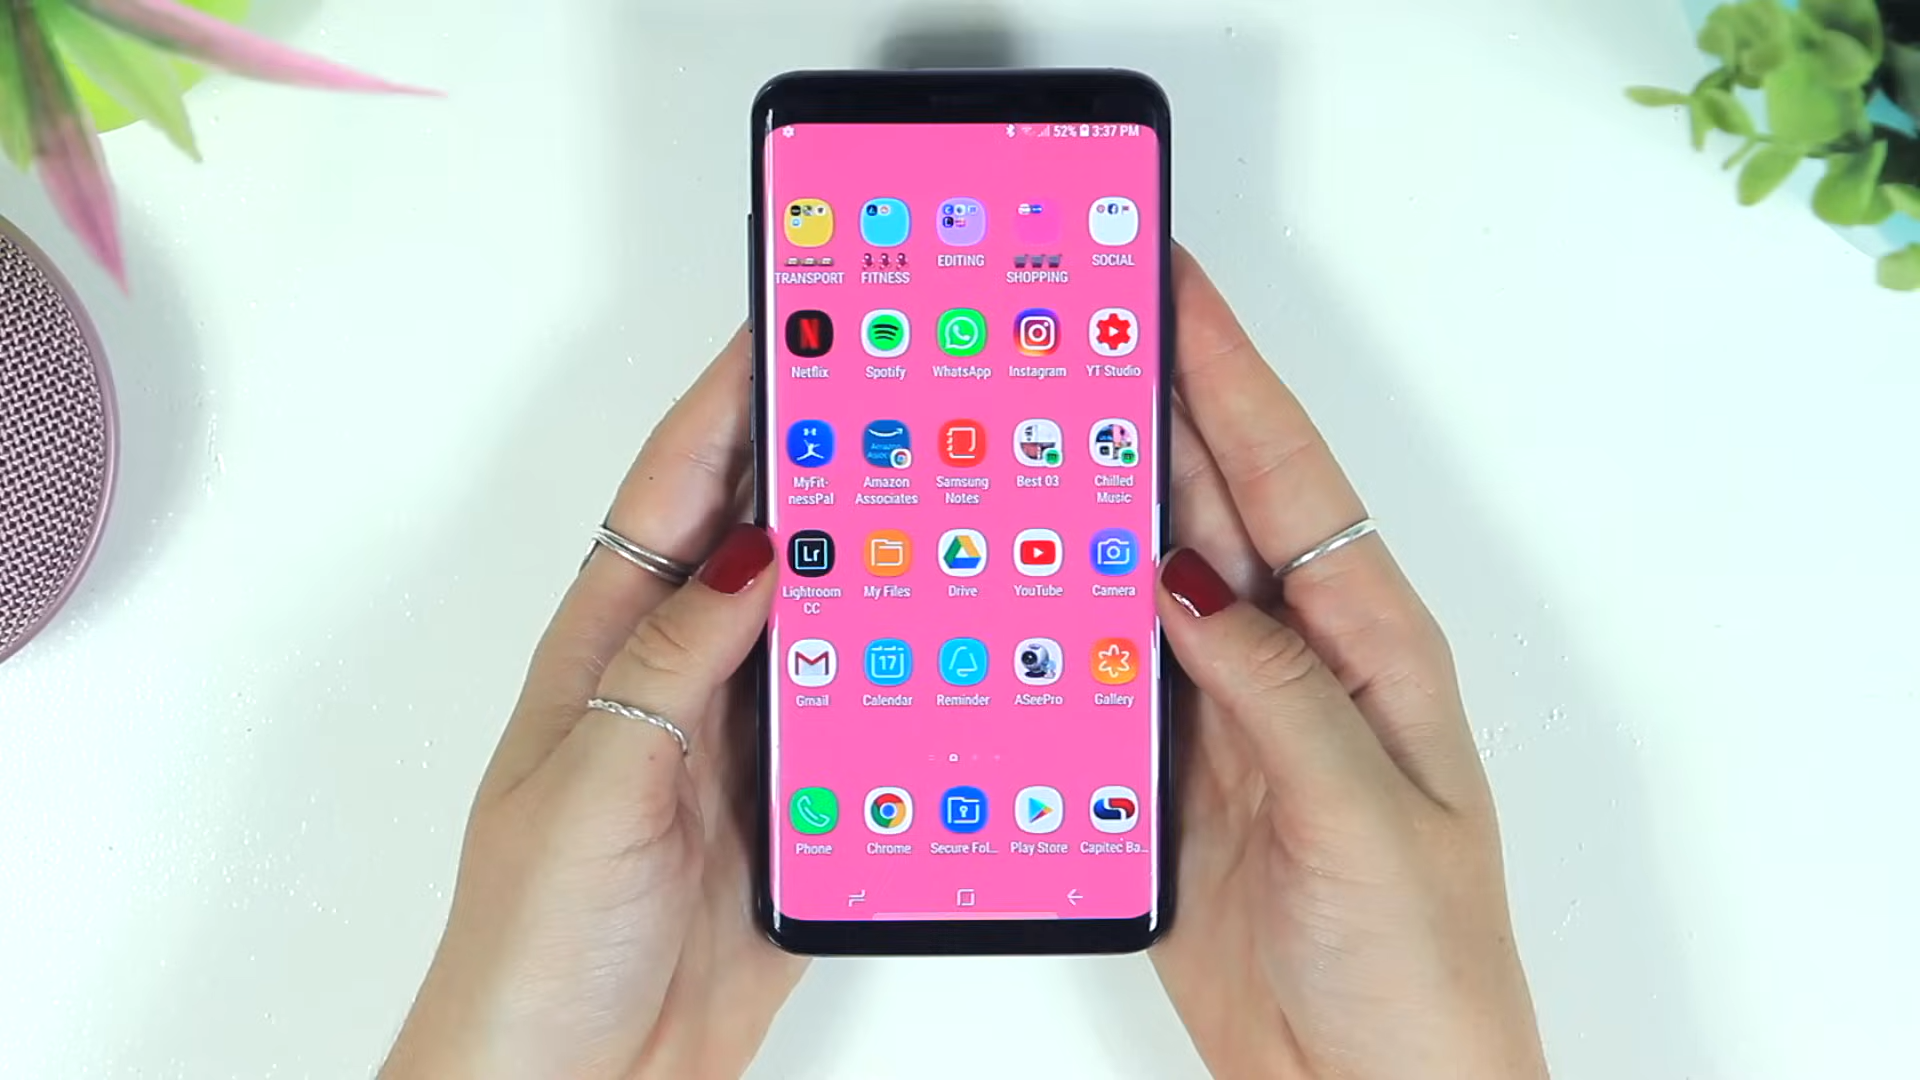 52% 3:37 PM
TRANSPORT FITNESS EDITING SHOPPING SOCIAL
Netflix Spotify WhatsApp Instagram YT Studio
MyFit-
nessPal
Amazon
Associates
Samsung
Notes
Best 03
Chilled
Music
Lr
Lightroom
CC
My Files Drive YouTube Camera
17
Gmail Calendar Reminder ASeePro Gallery
Phone Chrome Secure Fol... Play Store Capitec Ba...